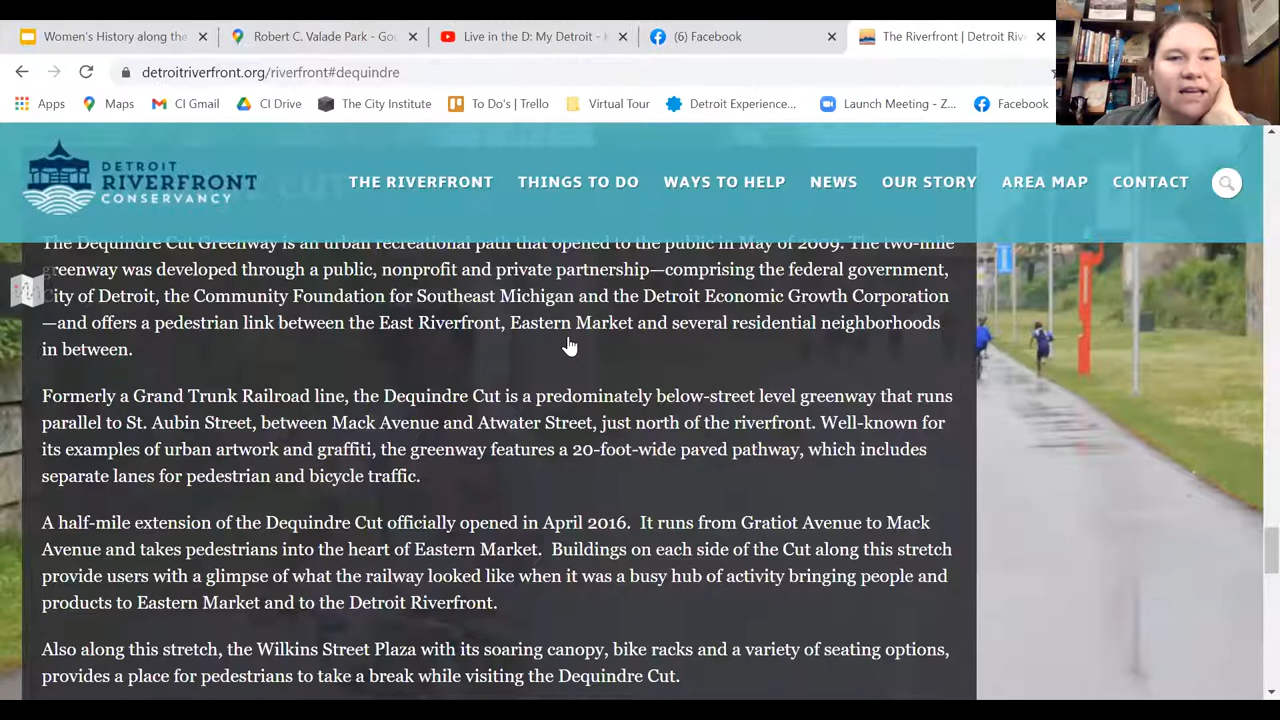 Women's History along the
Robert C. Valade Park - Goo
Live in the D: My Detroit -
(6) Facebook
The Riverfront | Detroit Riv
detroitriverfront.org/riverfront#dequindre
Apps
Maps
CI Gmail
CI Drive
The City Institute
To Do's | Trello
Virtual Tour
Detroit Experience...
Launch Meeting - Z...
Facebook
DETROIT
RIVERFRONT
CONSERVANCY
THE RIVERFRONT THINGS TO DO WAYS TO HELP NEWS OUR STORY AREA MAP CONTACT
The Dequindre Cut Greenway is an urban recreational path that opened to the public in May of 2009. The two-mile
greenway was developed through a public, nonprofit and private partnership—comprising the federal government,
City of Detroit, the Community Foundation for Southeast Michigan and the Detroit Economic Growth Corporation
—and offers a pedestrian link between the East Riverfront, Eastern Market and several residential neighborhoods
in between.
Formerly a Grand Trunk Railroad line, the Dequindre Cut is a predominately below-street level greenway that runs
parallel to St. Aubin Street, between Mack Avenue and Atwater Street, just north of the riverfront. Well-known for
its examples of urban artwork and graffiti, the greenway features a 20-foot-wide paved pathway, which includes
separate lanes for pedestrian and bicycle traffic.
A half-mile extension of the Dequindre Cut officially opened in April 2016. It runs from Gratiot Avenue to Mack
Avenue and takes pedestrians into the heart of Eastern Market. Buildings on each side of the Cut along this stretch
provide users with a glimpse of what the railway looked like when it was a busy hub of activity bringing people and
products to Eastern Market and to the Detroit Riverfront.
Also along this stretch, the Wilkins Street Plaza with its soaring canopy, bike racks and a variety of seating options,
provides a place for pedestrians to take a break while visiting the Dequindre Cut.